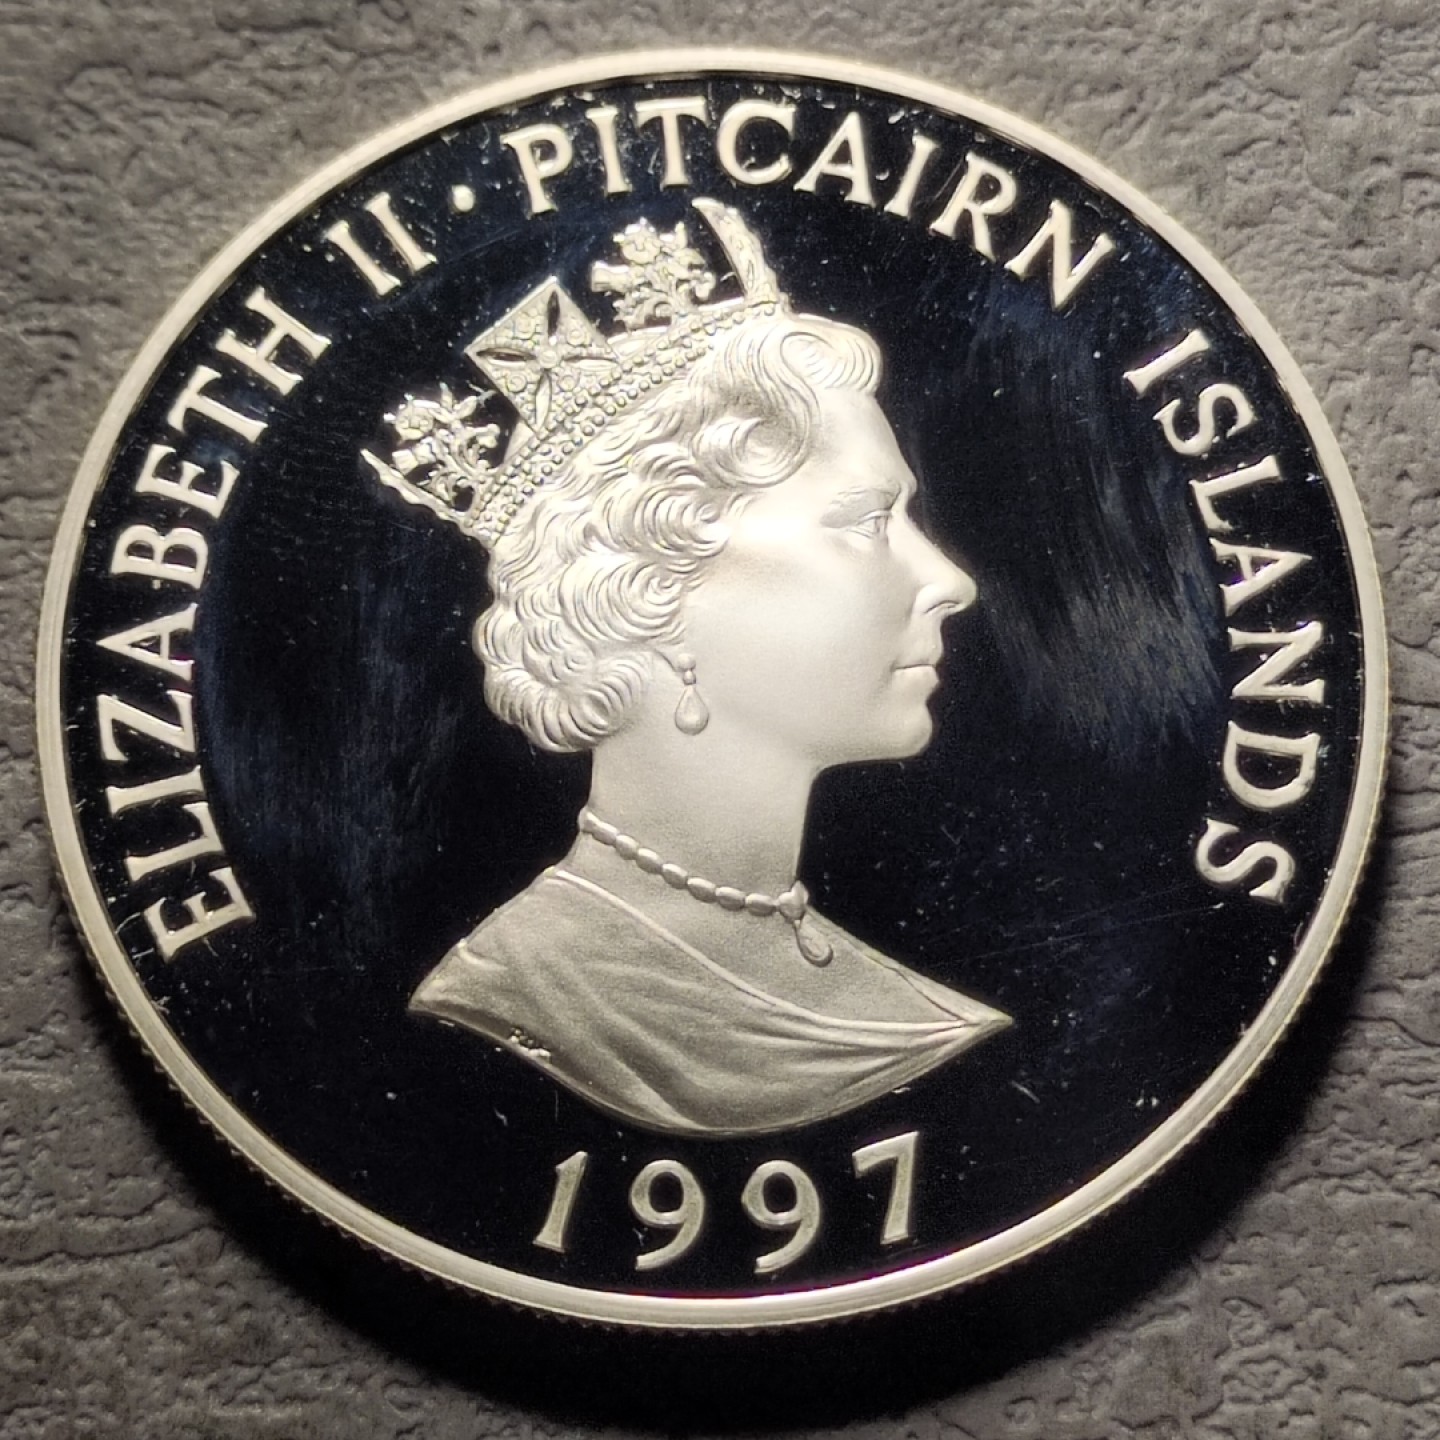 ELIZABETH II · PITCAIRN ISLANDS
1997